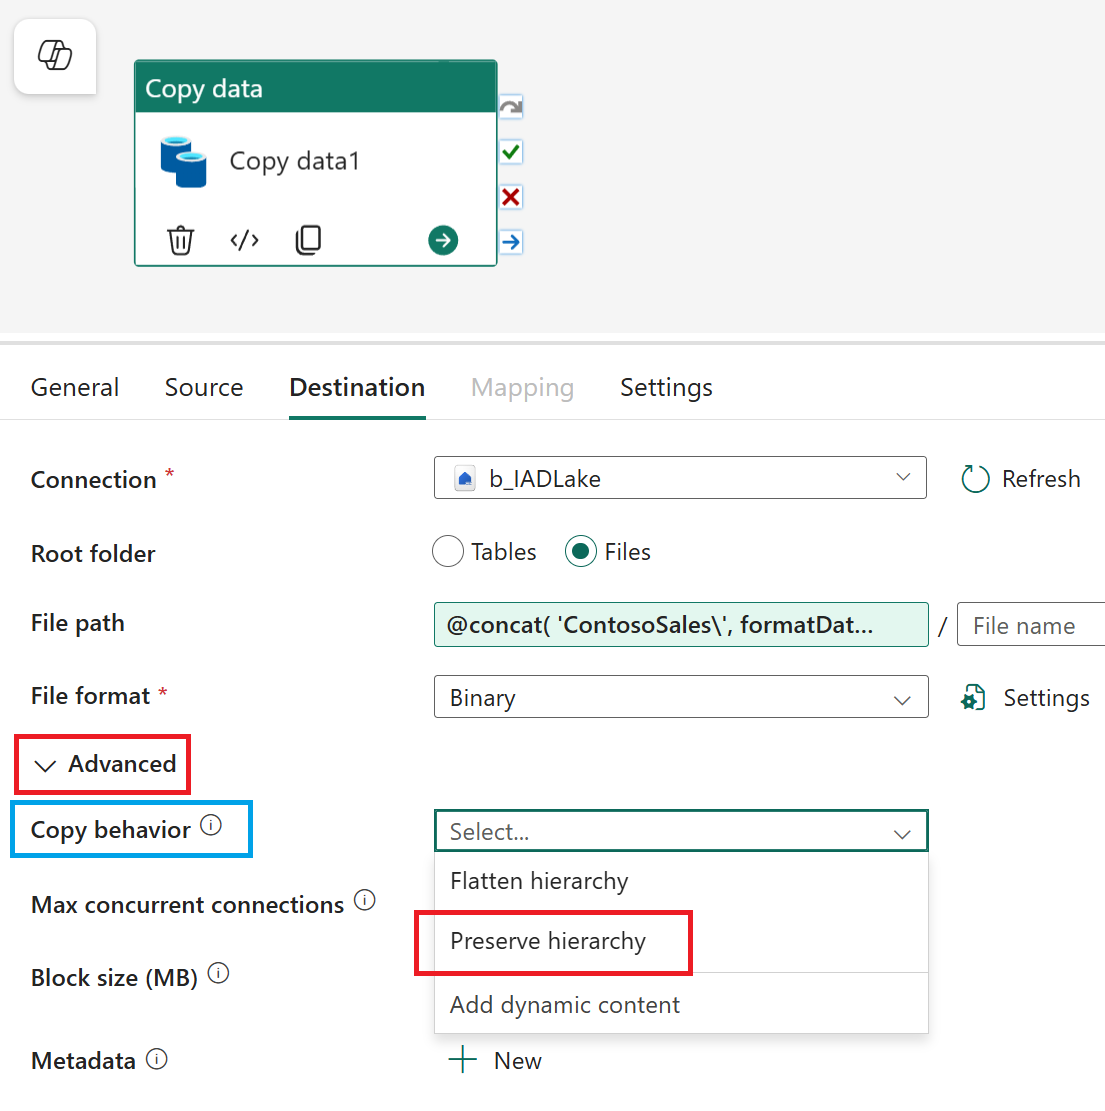 Copy data
Copy data1
General Source Destination Mapping Settings
Connection * b_IADLake Refresh
Root folder Tables Files
File path @concat( 'ContosoSales\', formatDat... / File name
File format * Binary Settings
Advanced
Copy behavior Select...
Flatten hierarchy
Max concurrent connections
Preserve hierarchy
Block size (MB)
Add dynamic content
Metadata New